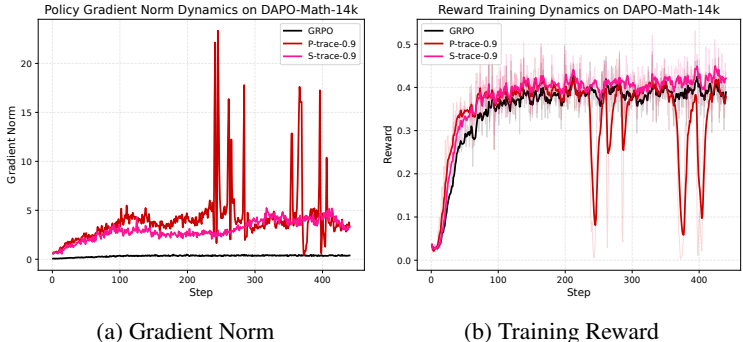 Policy Gradient Norm Dynamics on DAPO-Math-14k
GRPO
P-trace-0.9
S-trace-0.9
Gradient Norm
20
15
10
5
0
0
100
200
300
400
Step
(a) Gradient Norm
Reward Training Dynamics on DAPO-Math-14k
GRPO
P-trace-0.9
S-trace-0.9
Reward
0.5
0.4
0.3
0.2
0.1
0.0
0
100
200
300
400
Step
(b) Training Reward